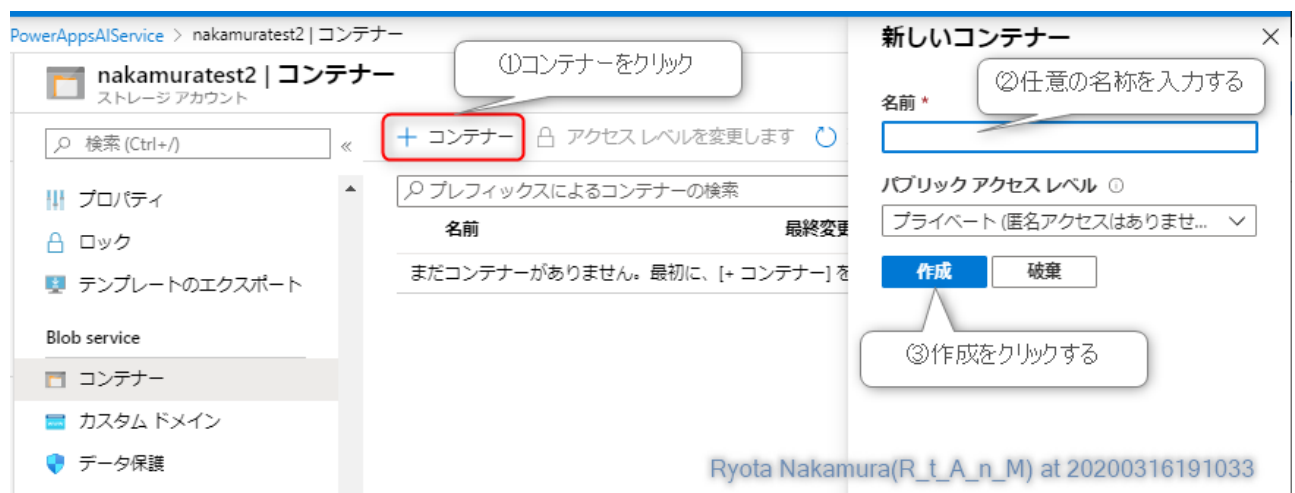 PowerAppsAIService > nakamuratest2 | コンテナー
nakamuratest2 | コンテナー
ストレージ アカウント
検索 (Ctrl+/)
«
プロパティ
ロック
テンプレートのエクスポート
Blob service
コンテナー
カスタム ドメイン
データ保護
①コンテナーをクリック
+ コンテナー
アクセス レベルを変更します
プレフィックスによるコンテナーの検索
名前 最終変更
まだコンテナーがありません。最初に、[+ コンテナー] を
新しいコンテナー
②任意の名称を入力する
名前 *
パブリック アクセス レベル
プライベート (匿名アクセスはありませ...
作成 破棄
③作成をクリックする
Ryota Nakamura(R_t_A_n_M) at 20200316191033